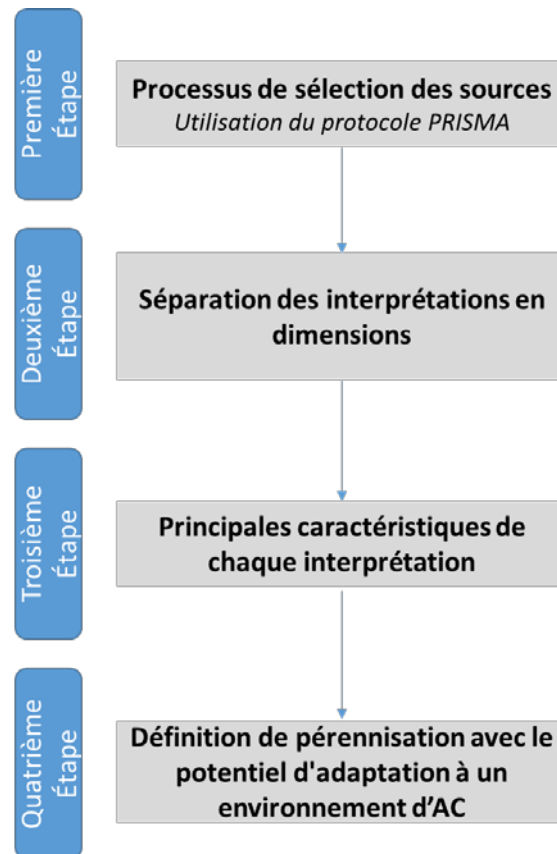 Première
Étape
Processus de sélection des sources
Utilisation du protocole PRISMA
Deuxième
Étape
Séparation des interprétations en
dimensions
Troisième
Étape
Principales caractéristiques de
chaque interprétation
Quatrième
Étape
Définition de pérennisation avec le
potentiel d'adaptation à un
environnement d’AC